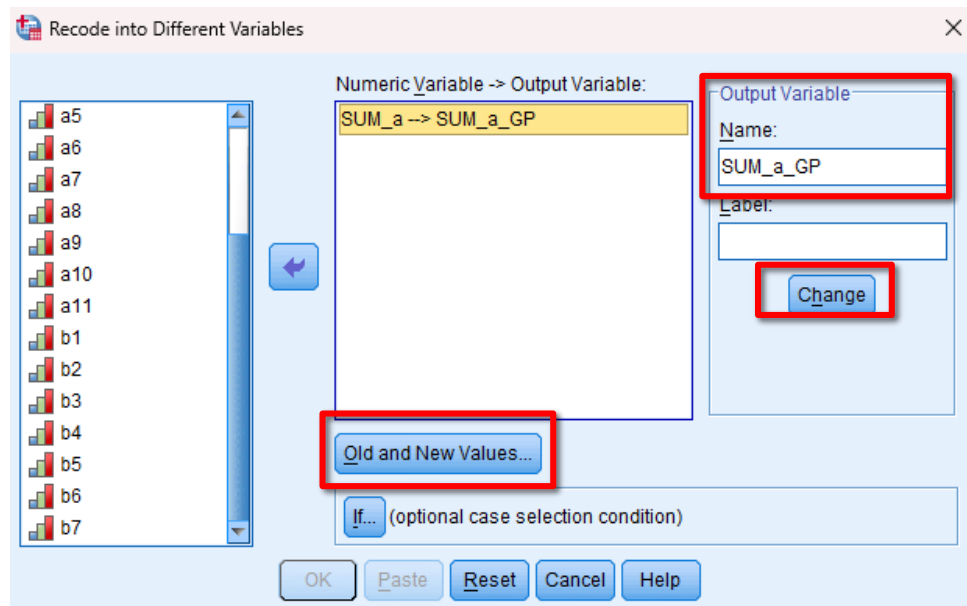 Recode into Different Variables
a5
a6
a7
a8
a9
a10
a11
b1
b2
b3
b4
b5
b6
b7
Numeric Variable -> Output Variable:
SUM_a --> SUM_a_GP
Old and New Values...
If... (optional case selection condition)
Output Variable
Name:
SUM_a_GP
Label:
Change
OK Paste Reset Cancel Help